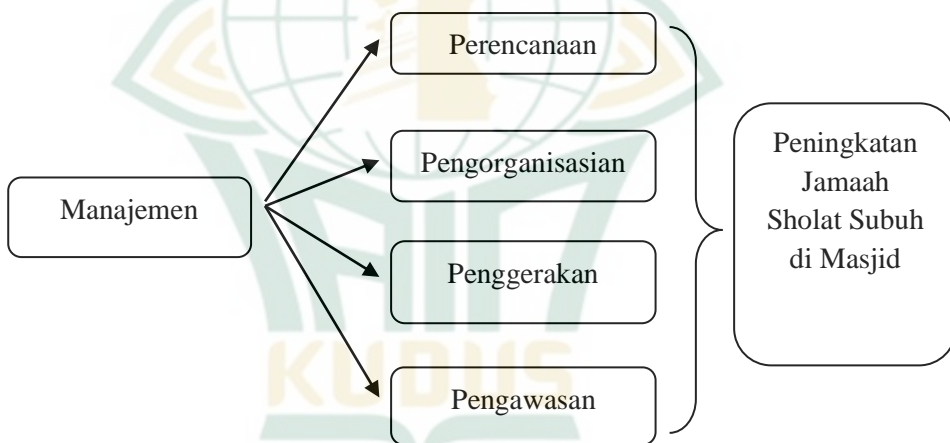 Perencanaan
Pengorganisasian
Manajemen
Penggerakan
Pengawasan
Peningkatan
Jamaah
Sholat Subuh
di Masjid
KUDUS